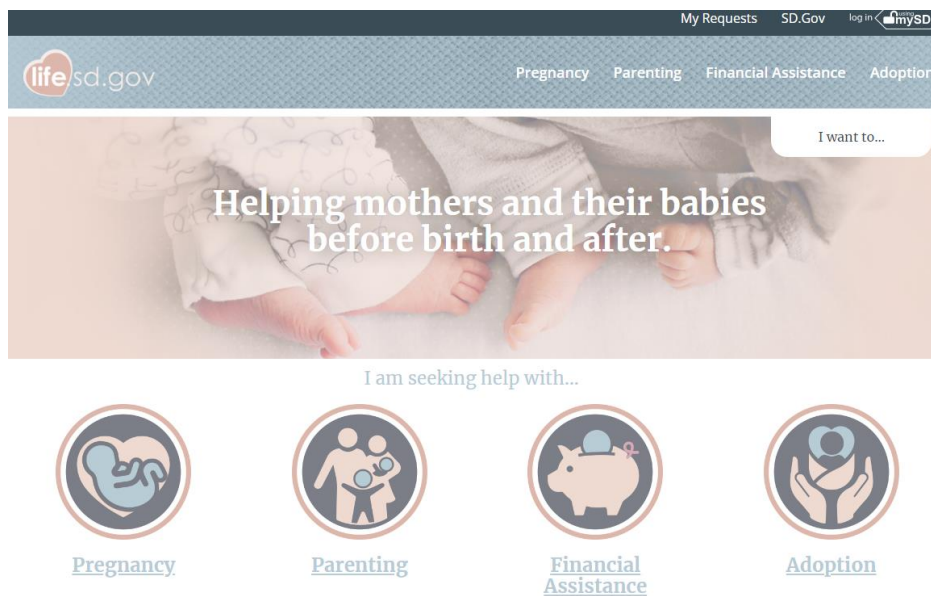 My Requests SD.Gov log in using mySD
life.sd.gov
Pregnancy Parenting Financial Assistance Adoption
I want to...
Helping mothers and their babies
before birth and after.
I am seeking help with...
Pregnancy Parenting Financial Adoption
Assistance